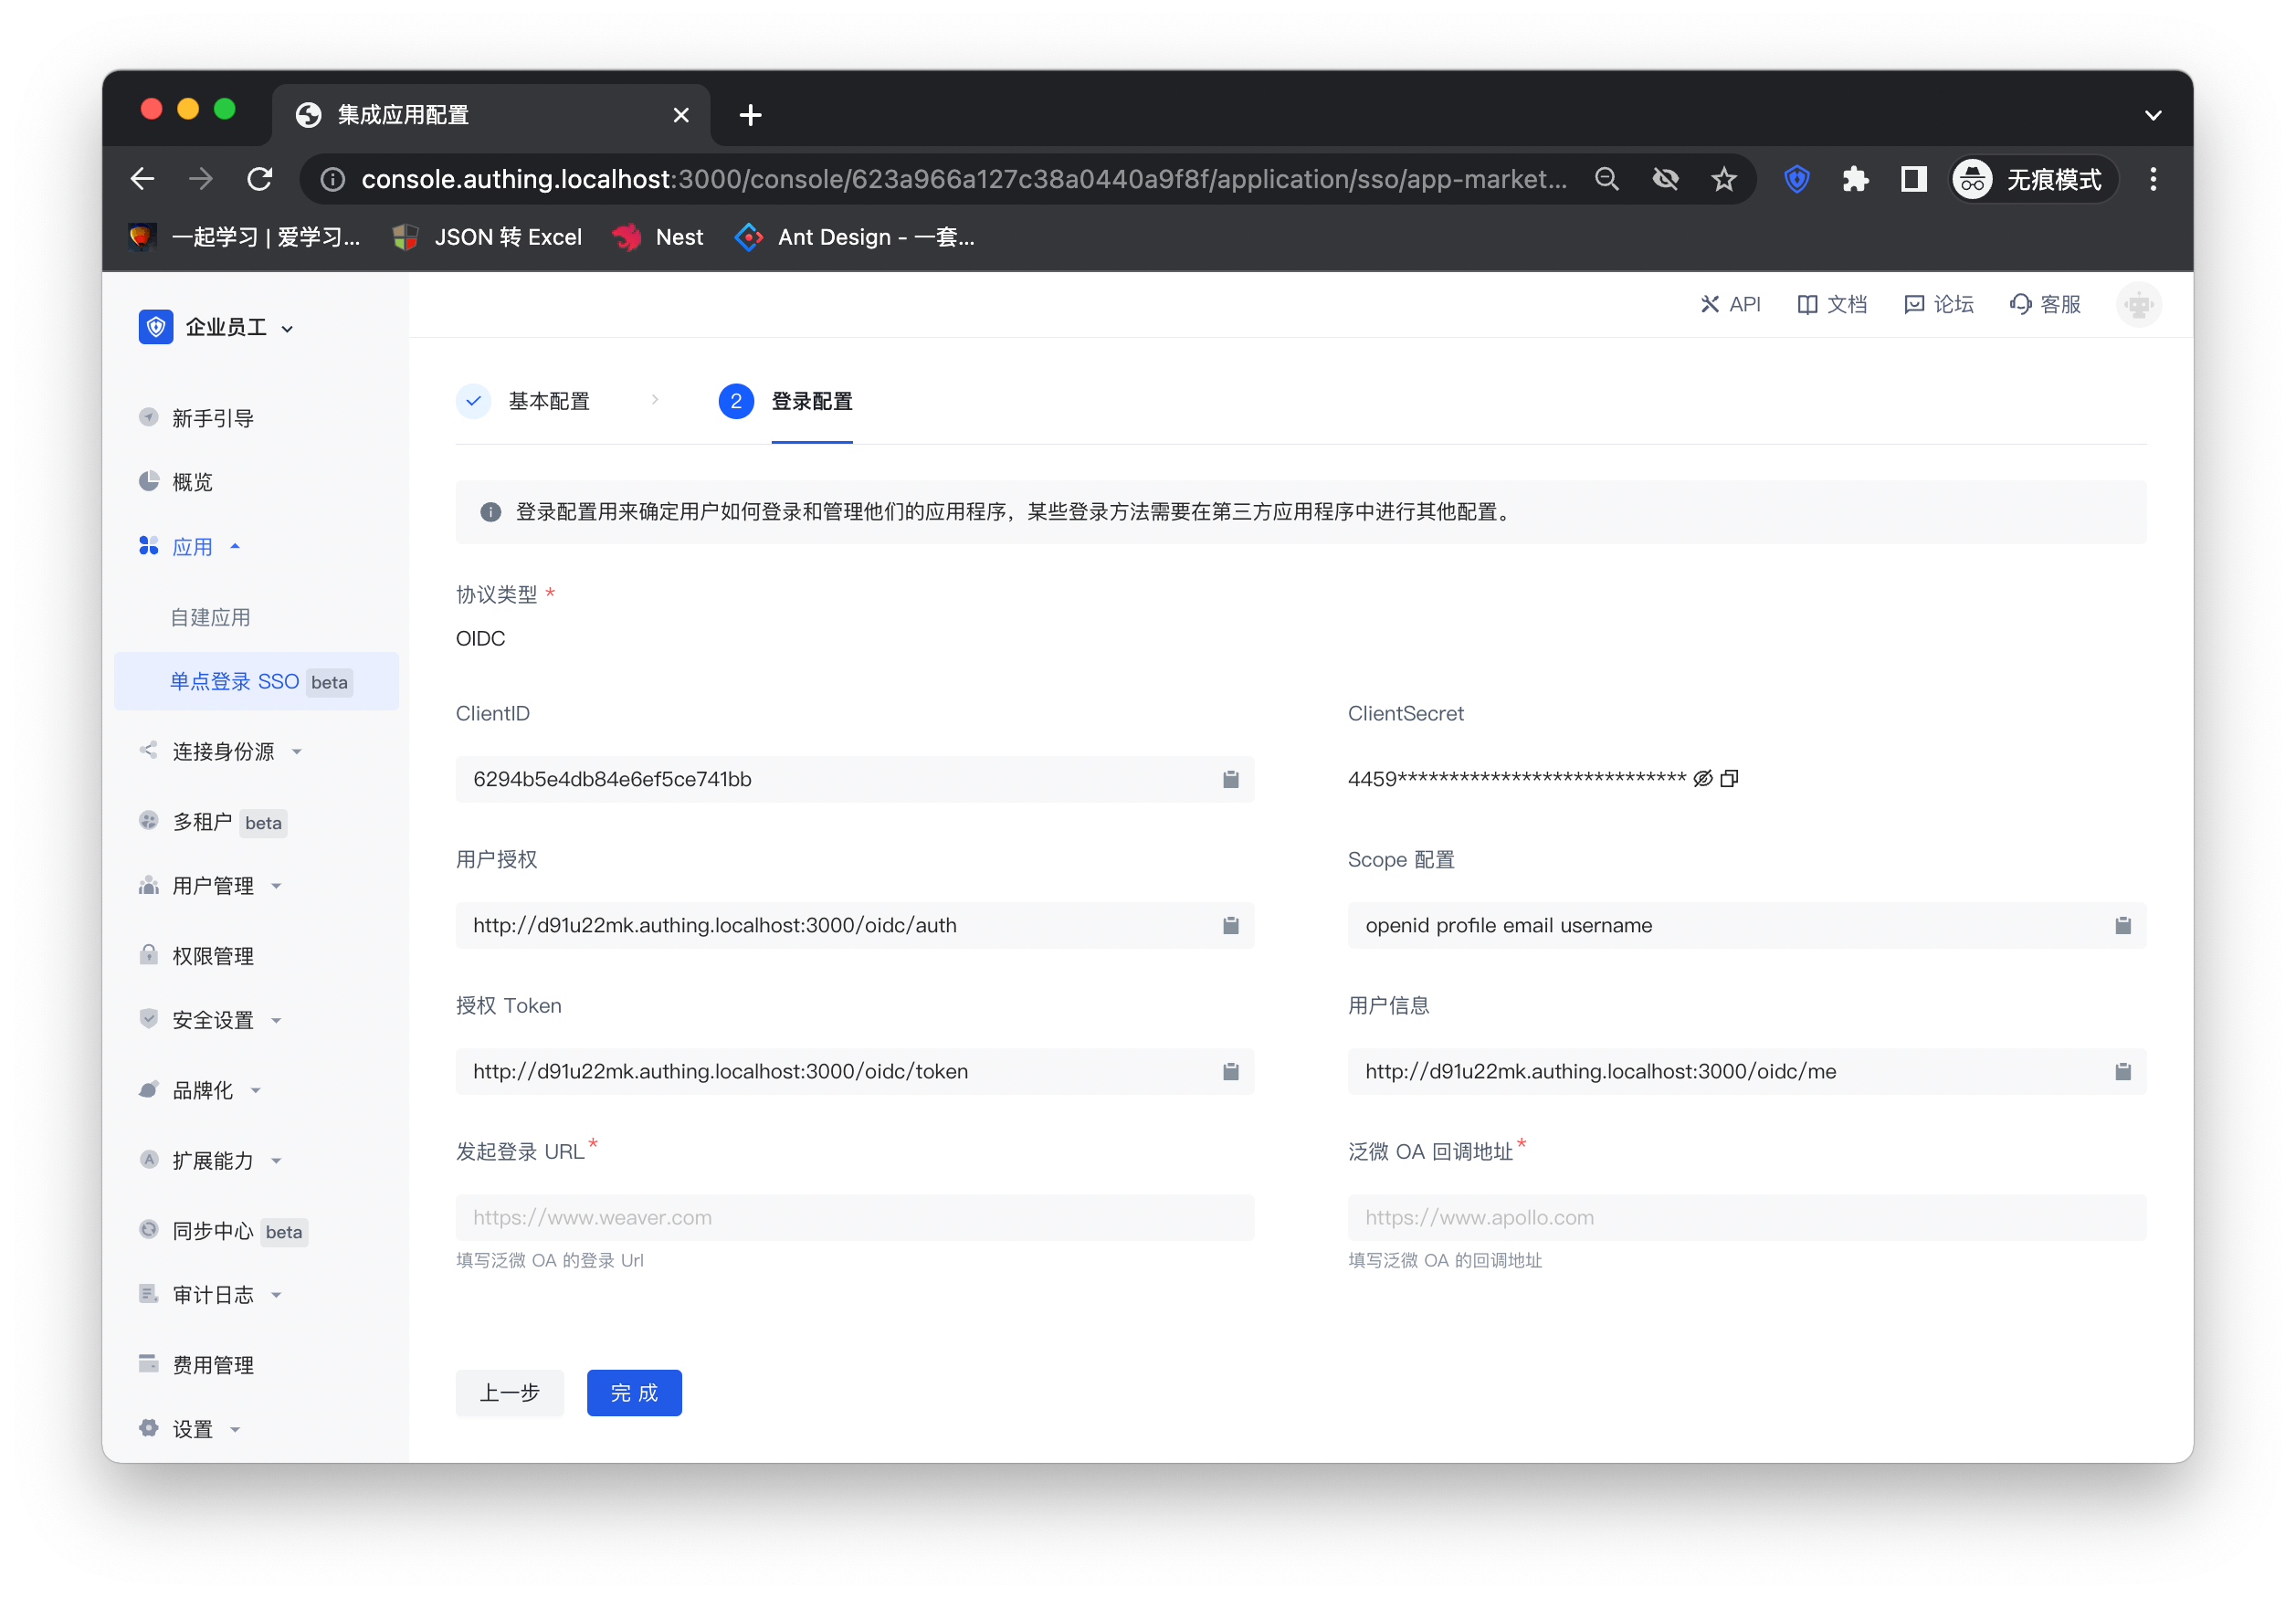 集成应用配置
console.authing.localhost:3000/console/623a966a127c38a0440a9f8f/application/sso/app-market...
无痕模式
一起学习 | 爱学习...
JSON 转 Excel
Nest
Ant Design - 一套...
企业员工
API
文档
论坛
客服
新手引导
概览
应用
自建应用
单点登录 SSO beta
连接身份源
多租户 beta
用户管理
权限管理
安全设置
品牌化
扩展能力
同步中心 beta
审计日志
费用管理
设置
基本配置
2 登录配置
登录配置用来确定用户如何登录和管理他们的应用程序，某些登录方法需要在第三方应用程序中进行其他配置。
协议类型 *
OIDC
ClientID
6294b5e4db84e6ef5ce741bb
ClientSecret
4459****************************
用户授权
http://d91u22mk.authing.localhost:3000/oidc/auth
Scope 配置
openid profile email username
授权 Token
http://d91u22mk.authing.localhost:3000/oidc/token
用户信息
http://d91u22mk.authing.localhost:3000/oidc/me
发起登录 URL *
https://www.weaver.com
填写泛微 OA 的登录 Url
泛微 OA 回调地址 *
https://www.apollo.com
填写泛微 OA 的回调地址
上一步
完 成